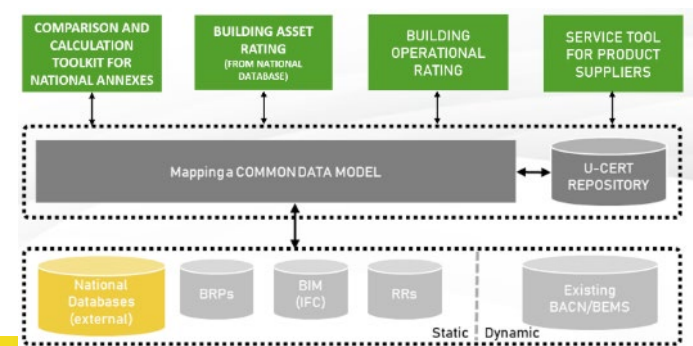 COMPARISON AND
CALCULATION
TOOLKIT FOR
NATIONAL ANNEXES
BUILDING ASSET
RATING
(FROM NATIONAL
DATABASE)
BUILDING
OPERATIONAL
RATING
SERVICE TOOL
FOR PRODUCT
SUPPLIERS
Mapping a COMMON DATA MODEL
U-CERT
REPOSITORY
National
Databases
(external)
BRPs
BIM
(IFC)
RRs
Existing
BACN/BEMS
Static
Dynamic